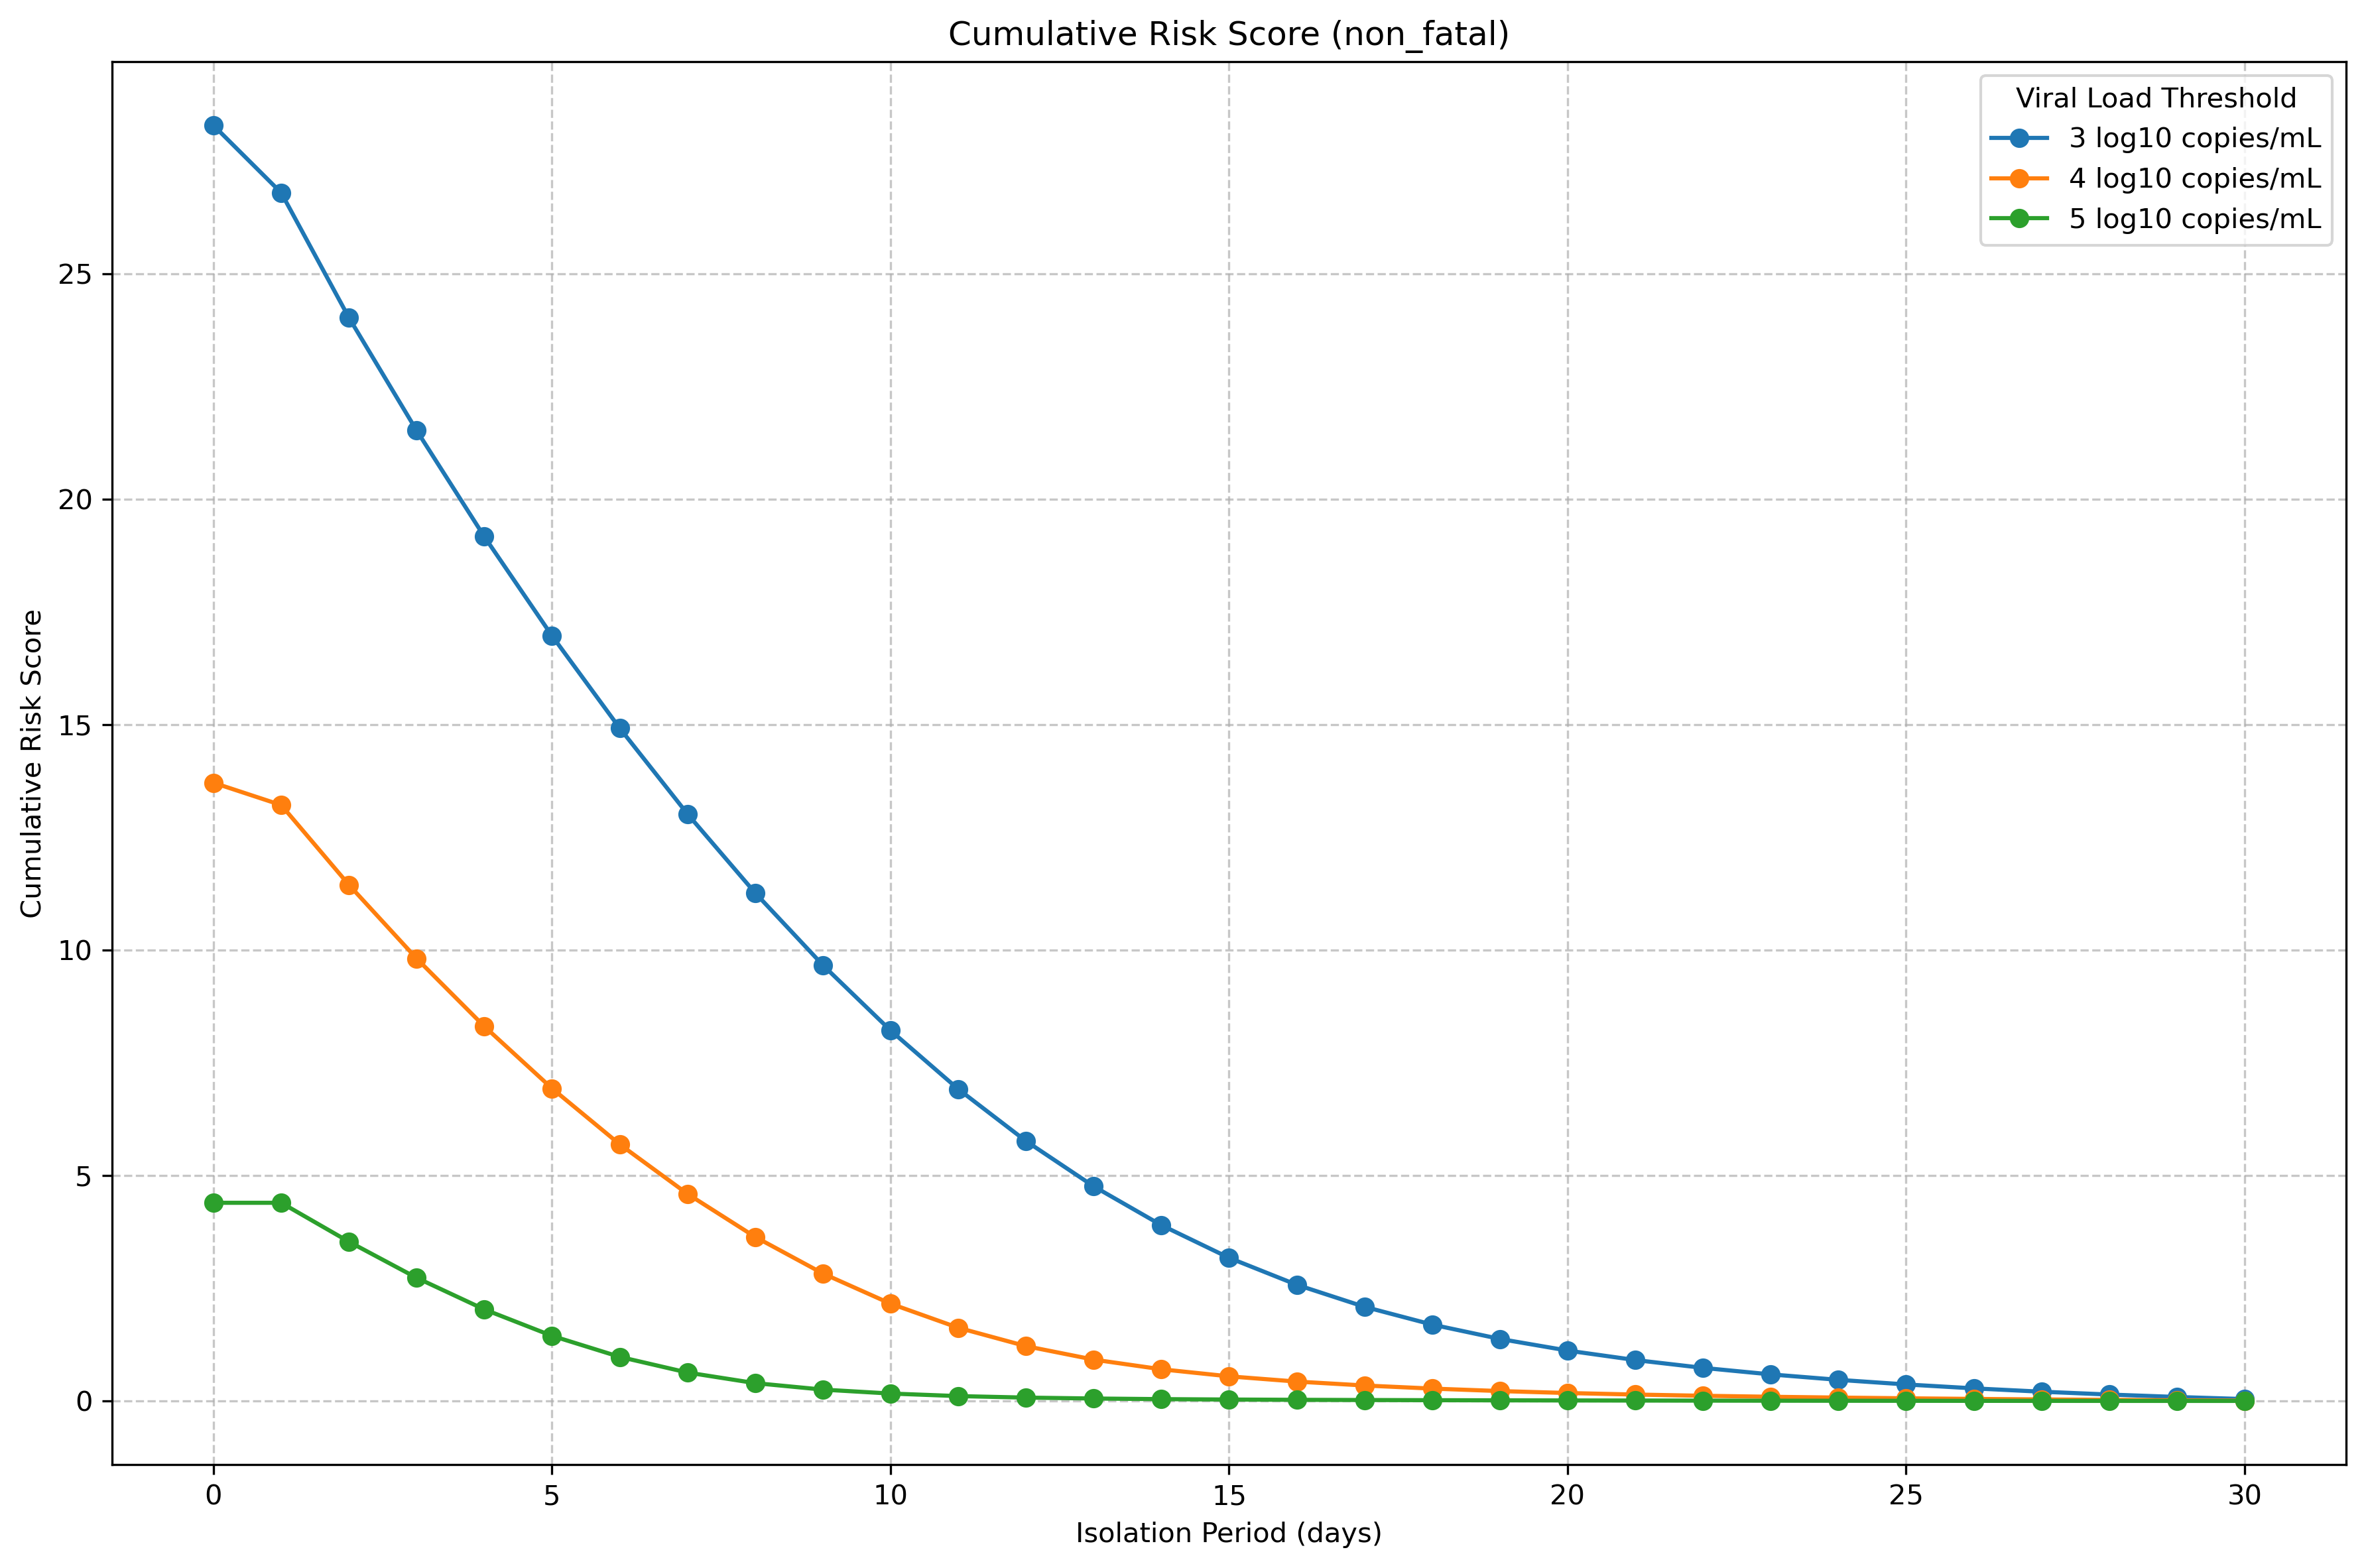 Cumulative Risk Score (non_fatal)
Viral Load Threshold
3 log10 copies/mL
4 log10 copies/mL
5 log10 copies/mL
Cumulative Risk Score
25
20
15
10
5
0
0 5 10 15 20 25 30
Isolation Period (days)